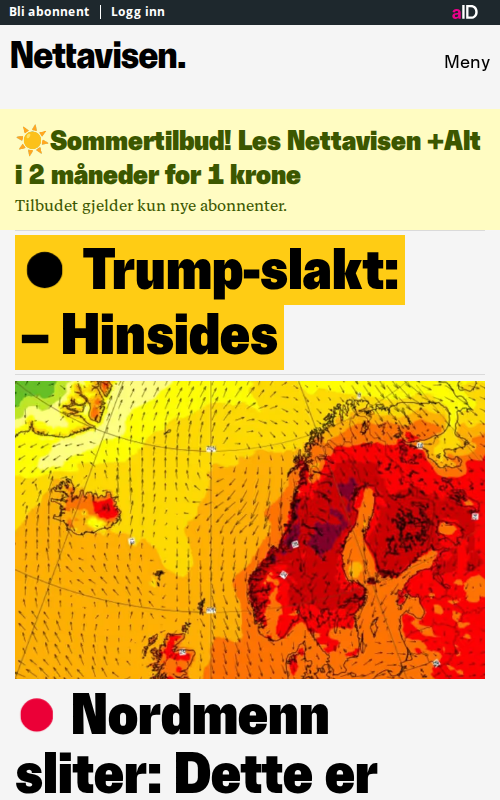 Bli abonnent | Logg inn
aID
Nettavisen.
Meny
☀️Sommertilbud! Les Nettavisen +Alt
i 2 måneder for 1 krone
Tilbudet gjelder kun nye abonnenter.
● Trump-slakt:
– Hinsides
● Nordmenn
sliter: Dette er